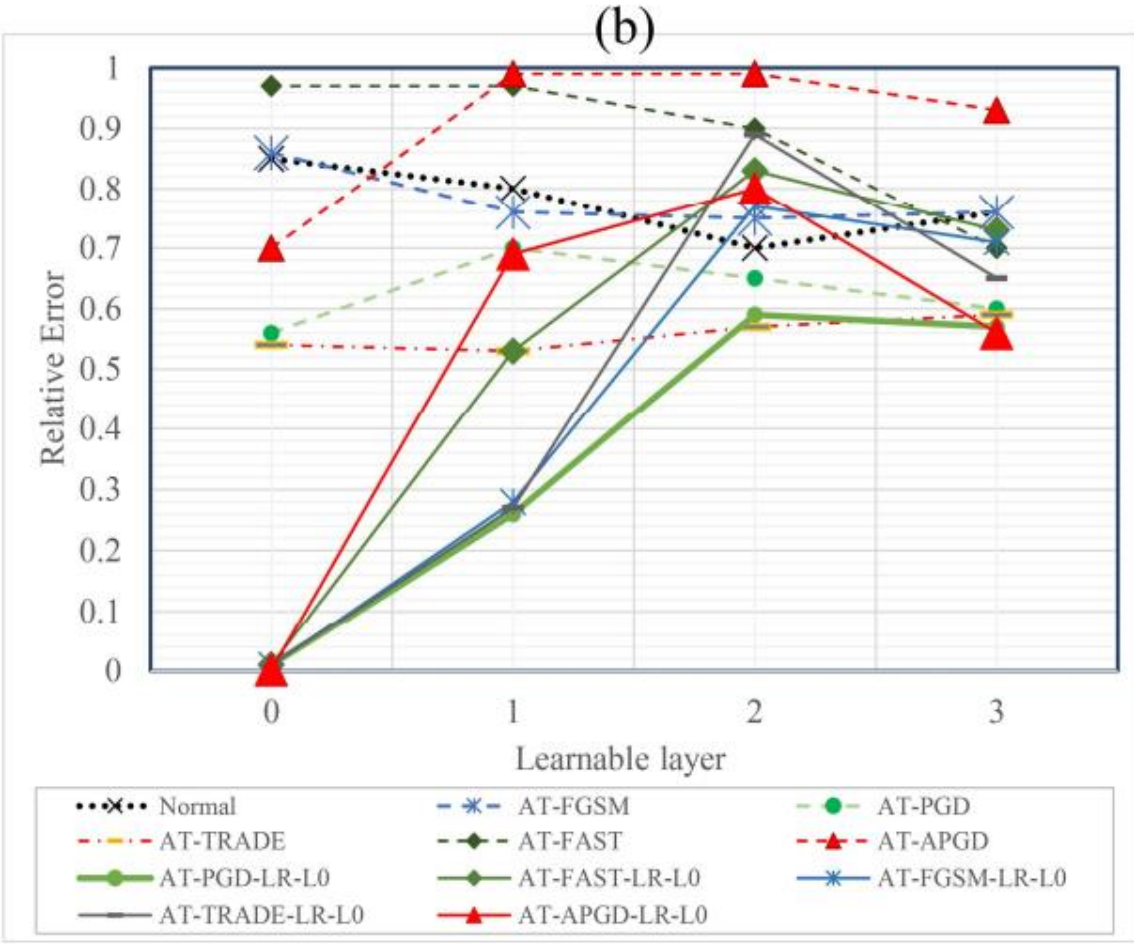 (b)
1
0.9
0.8
0.7
0.6
0.5
0.4
0.3
0.2
0.1
0
Relative Error
0 1 2 3
Learnable layer
Normal AT-FGSM AT-PGD
AT-TRADE AT-FAST AT-APGD
AT-PGD-LR-L0 AT-FAST-LR-L0 AT-FGSM-LR-L0
AT-TRADE-LR-L0 AT-APGD-LR-L0